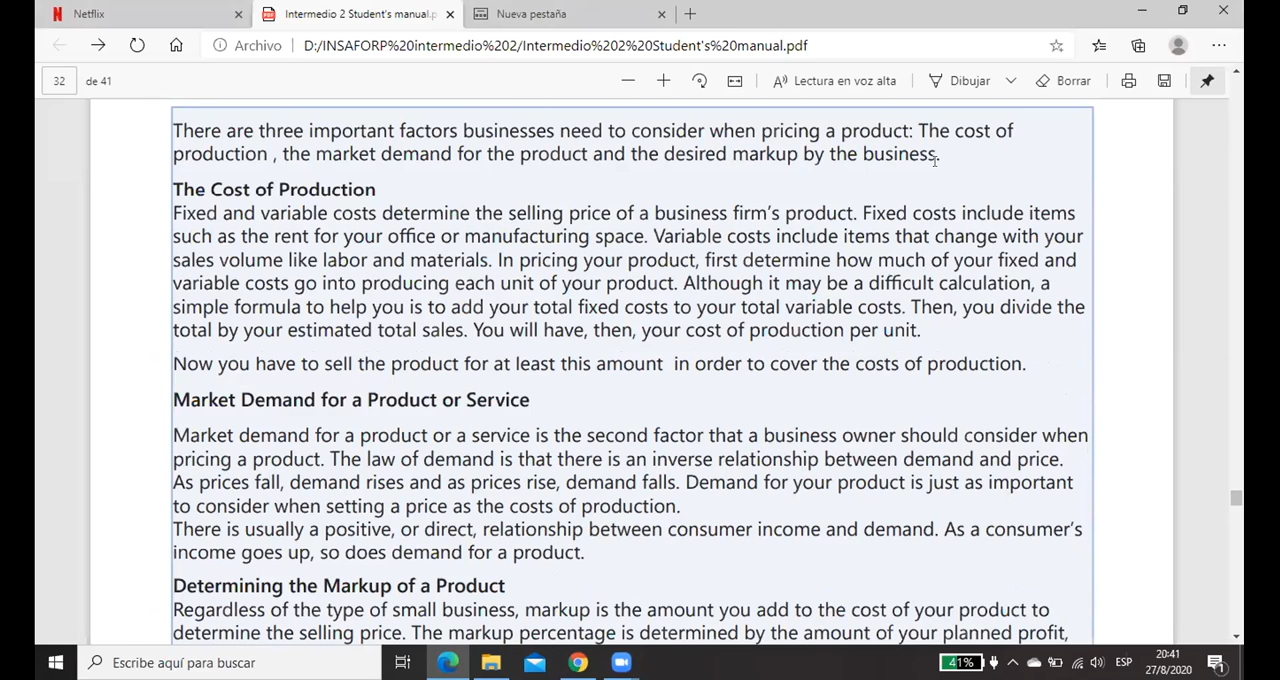 Netflix
Intermedio 2 Student's manual.p
Nueva pestaña
Archivo
D:/INSAFORP%20intermedio%202/Intermedio%202%20Student's%20manual.pdf
32
de 41
Lectura en voz alta
Dibujar
Borrar
There are three important factors businesses need to consider when pricing a product: The cost of
production , the market demand for the product and the desired markup by the business.
The Cost of Production
Fixed and variable costs determine the selling price of a business firm's product. Fixed costs include items
such as the rent for your office or manufacturing space. Variable costs include items that change with your
sales volume like labor and materials. In pricing your product, first determine how much of your fixed and
variable costs go into producing each unit of your product. Although it may be a difficult calculation, a
simple formula to help you is to add your total fixed costs to your total variable costs. Then, you divide the
total by your estimated total sales. You will have, then, your cost of production per unit.
Now you have to sell the product for at least this amount  in order to cover the costs of production.
Market Demand for a Product or Service
Market demand for a product or a service is the second factor that a business owner should consider when
pricing a product. The law of demand is that there is an inverse relationship between demand and price.
As prices fall, demand rises and as prices rise, demand falls. Demand for your product is just as important
to consider when setting a price as the costs of production.
There is usually a positive, or direct, relationship between consumer income and demand. As a consumer's
income goes up, so does demand for a product.
Determining the Markup of a Product
Regardless of the type of small business, markup is the amount you add to the cost of your product to
determine the selling price. The markup percentage is determined by the amount of your planned profit,
Escribe aquí para buscar
41%
ESP
20:41
27/8/2020